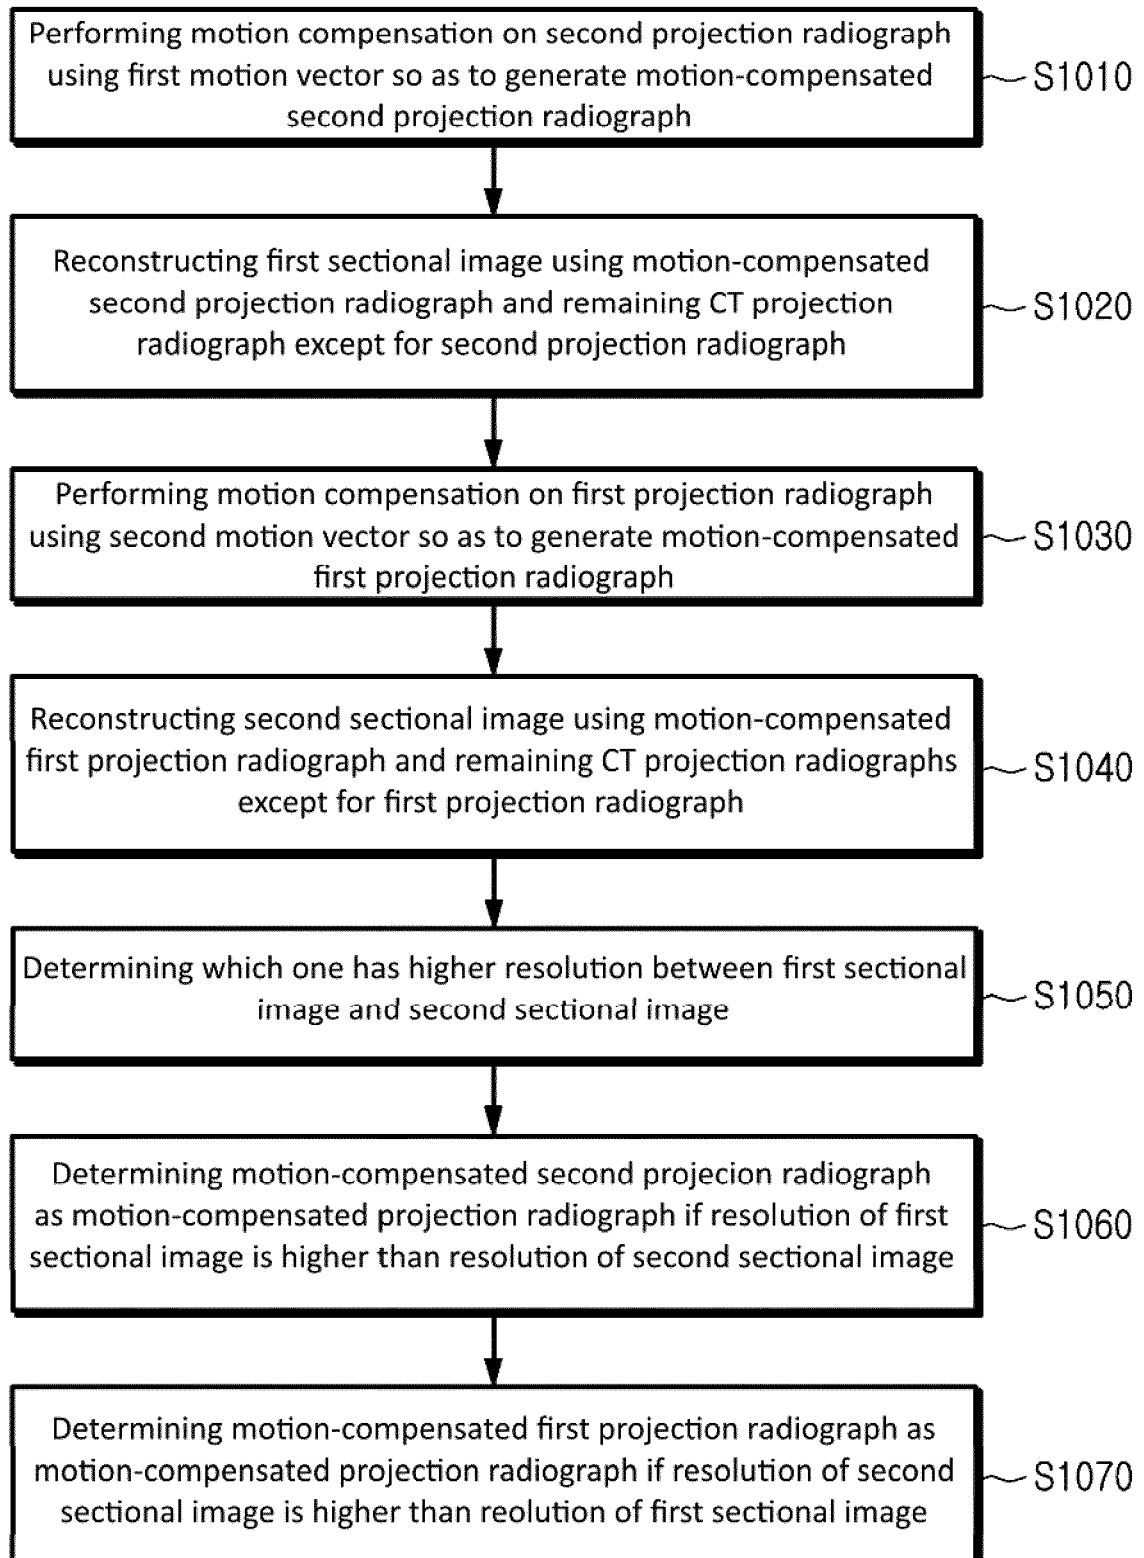 Performing motion compensation on second projection radiograph
using first motion vector so as to generate motion-compensated
second projection radiograph
S1010
Reconstructing first sectional image using motion-compensated
second projection radiograph and remaining CT projection
radiograph except for second projection radiograph
S1020
Performing motion compensation on first projection radiograph
using second motion vector so as to generate motion-compensated
first projection radiograph
S1030
Reconstructing second sectional image using motion-compensated
first projection radiograph and remaining CT projection radiographs
except for first projection radiograph
S1040
Determining which one has higher resolution between first sectional
image and second sectional image
S1050
Determining motion-compensated second projecion radiograph
as motion-compensated projection radiograph if resolution of first
sectional image is higher than resolution of second sectional image
S1060
Determining motion-compensated first projection radiograph as
motion-compensated projection radiograph if resolution of second
sectional image is higher than reolution of first sectional image
S1070